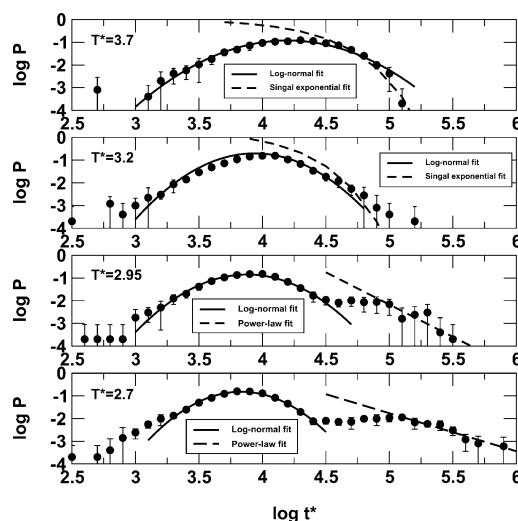 0
T*=3.7
-1
log P
-2
Log-normal fit
-3
Singal exponential fit
-4
2.5 3 3.5 4 4.5 5 5.5 6
0
T*=3.2
-1
Log-normal fit
log P
-2
Singal exponential fit
-3
-4
2.5 3 3.5 4 4.5 5 5.5 6
0
T*=2.95
-1
log P
-2
Log-normal fit
-3
Power-law fit
-4
2.5 3 3.5 4 4.5 5 5.5 6
0
T*=2.7
-1
log P
-2
Log-normal fit
-3
Power-law fit
-4
2.5 3 3.5 4 4.5 5 5.5 6
log t*